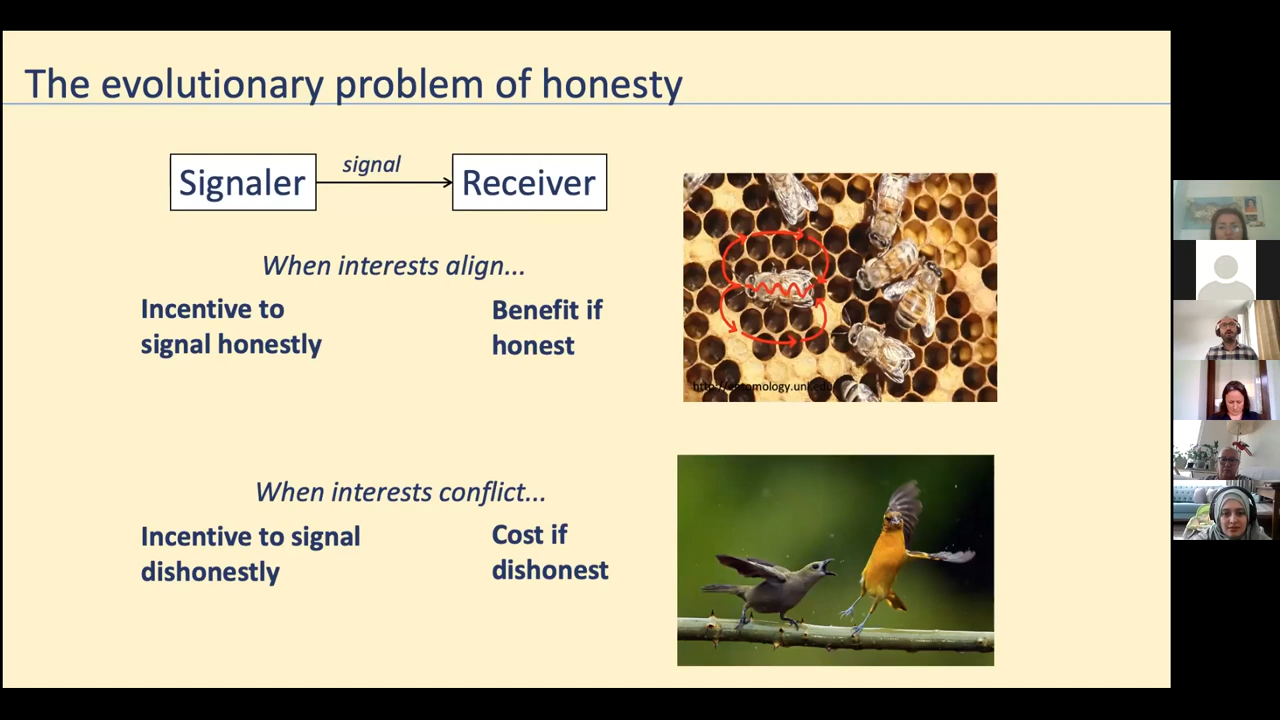 The evolutionary problem of honesty
Signaler
signal
Receiver
When interests align...
Incentive to
signal honestly
Benefit if
honest
When interests conflict...
Incentive to signal
dishonestly
Cost if
dishonest